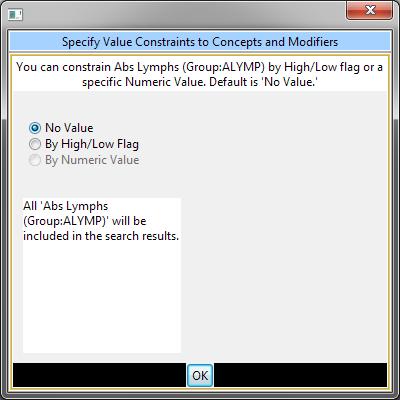 Specify Value Constraints to Concepts and Modifiers
You can constrain Abs Lymphs (Group:ALYMP) by High/Low flag or a
specific Numeric Value. Default is 'No Value.'
No Value
By High/Low Flag
By Numeric Value
All 'Abs Lymphs
(Group:ALYMP)' will be
included in the search results.
OK